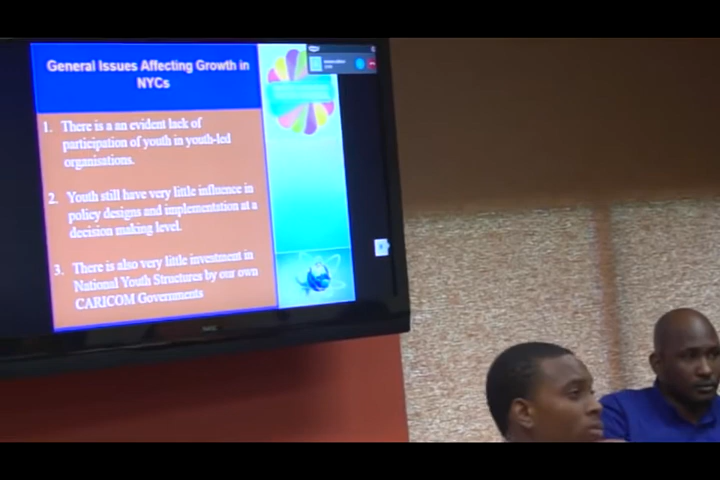 General Issues Affecting Growth in
NYCs
1. There is a an evident lack of
participation of youth in youth-led
organisations.
2. Youth still have very little influence in
policy designs and implementation at a
decision making level.
3. There is also very little investment in
National Youth Structures by our own
CARICOM Governments